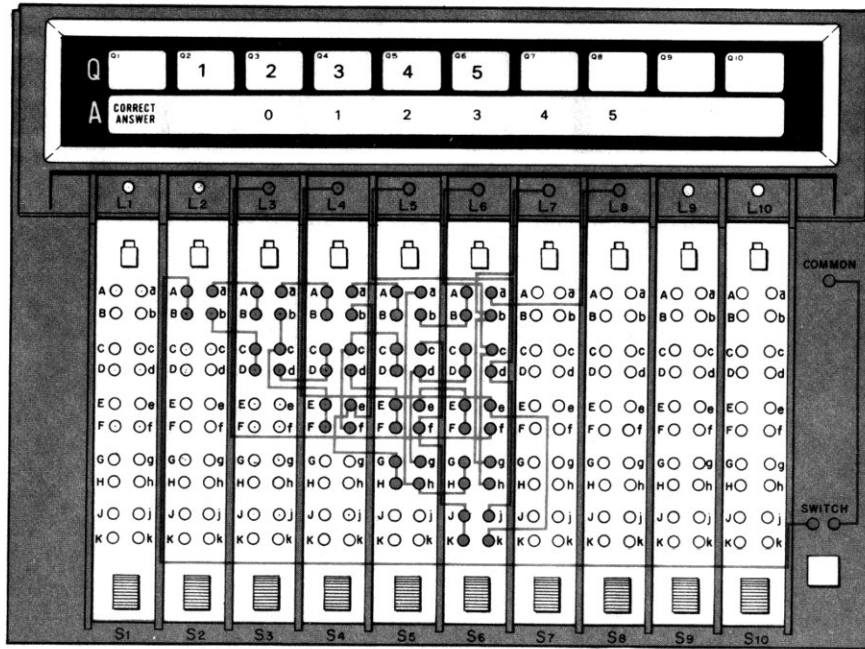 Q Q1 Q2 1 Q3 2 Q4 3 Q5 4 Q6 5 Q7 Q8 Q9 Q10
A CORRECT ANSWER 0 1 2 3 4 5
L1 L2 L3 L4 L5 L6 L7 L8 L9 L10
COMMON
A a A a A a A a A a A a A a A a A a A a
B b B b B b B b B b B b B b B b B b B b
C c C c C c C c C c C c C c C c C c C c
D d D d D d D d D d D d D d D d D d D d
E e E e E e E e E e E e E e E e E e E e
F f F f F f F f F f F f F f F f F f F f
G g G g G g G g G g G g G g G g G g G g
H h H h H h H h H h H h H h H h H h H h
J j J j J j J j J j J j J j J j J j J j
SWITCH
K k K k K k K k K k K k K k K k K k K k
S1 S2 S3 S4 S5 S6 S7 S8 S9 S10